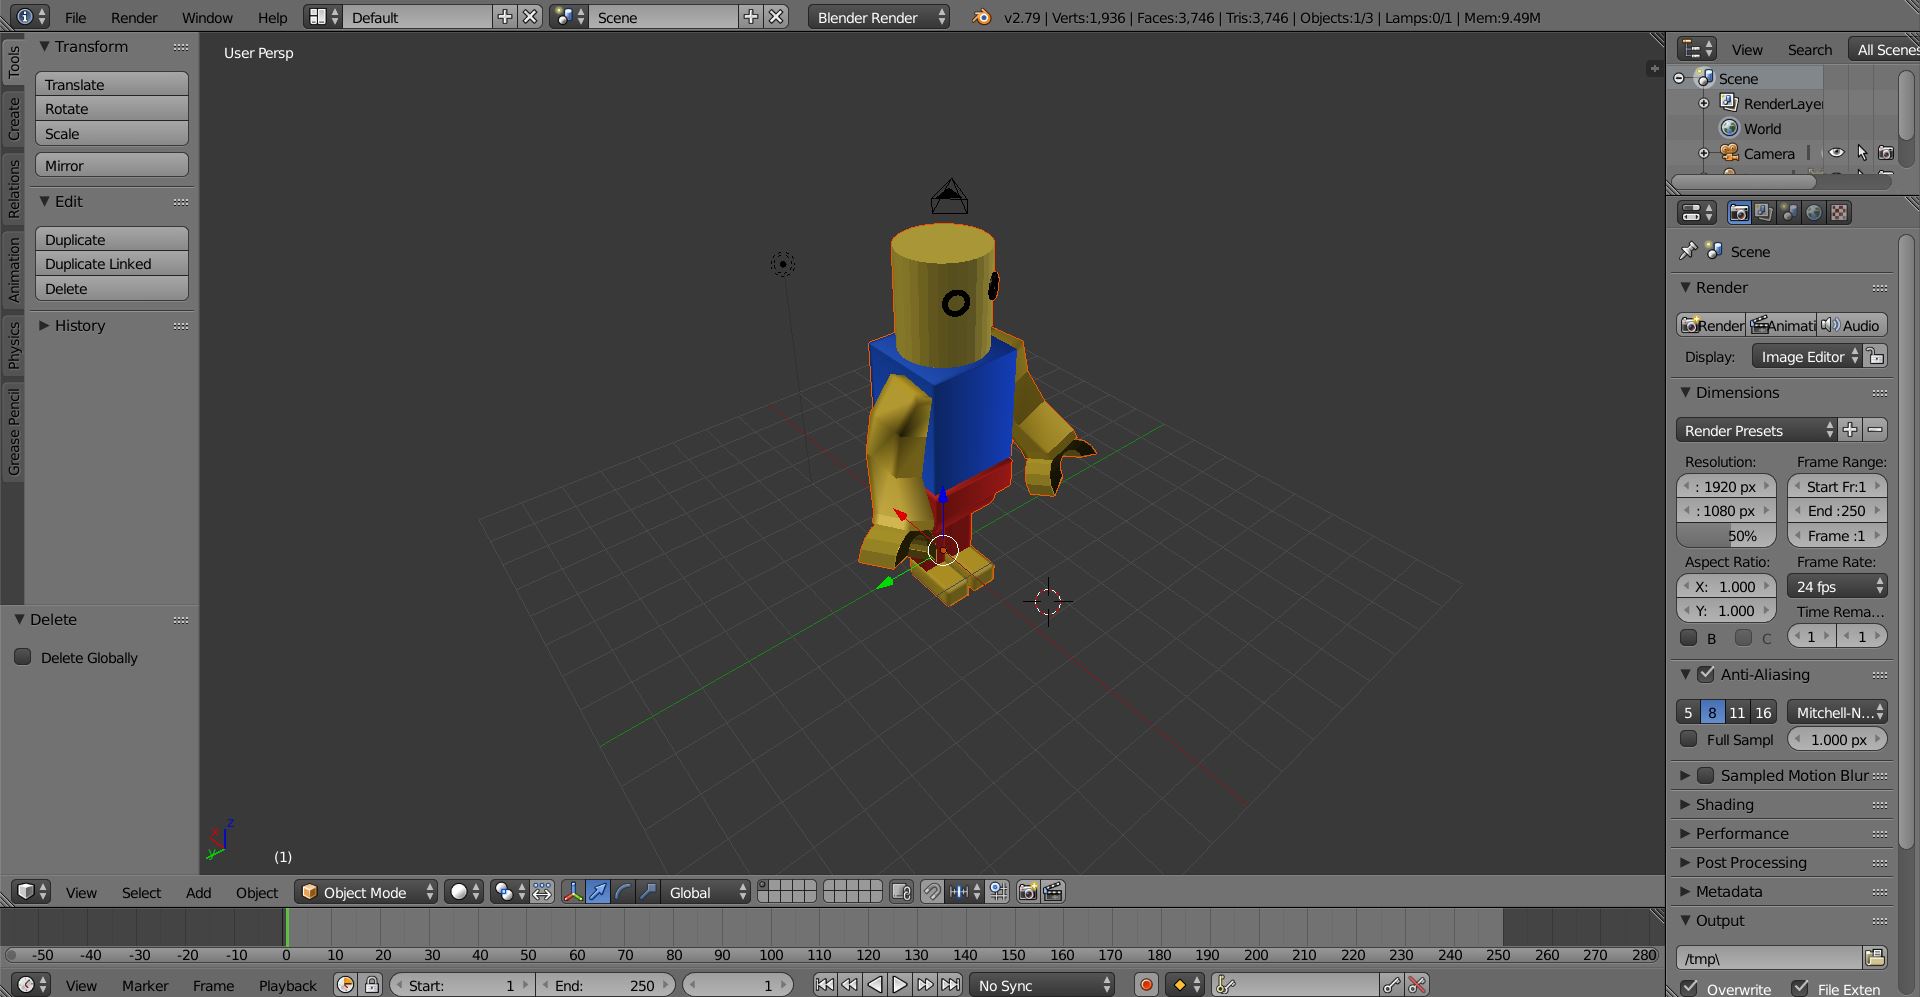 File Render Window Help Default Scene Blender Render v2.79 | Verts:1,936 | Faces:3,746 | Tris:3,746 | Objects:1/3 | Lamps:0/1 | Mem:9.49M
Tools
Create
Relations
Animation
Physics
Grease Pencil
Transform
Translate
Rotate
Scale
Mirror
Edit
Duplicate
Duplicate Linked
Delete
History
Delete
Delete Globally
User Persp
x
y
z
(1)
View Search All Scenes
Scene
RenderLaye
World
Camera
Scene
Render
Render Animati Audio
Display: Image Editor
Dimensions
Render Presets
Resolution: Frame Range:
: 1920 px Start Fr:1
: 1080 px End :250
50% Frame :1
Aspect Ratio: Frame Rate:
X: 1.000 24 fps
Y: 1.000 Time Rema...
B C 1 1
Anti-Aliasing
5 8 11 16 Mitchell-N...
Full Sampl 1.000 px
Sampled Motion Blur
Shading
Performance
Post Processing
Metadata
Output
/tmp\
Overwrite File Exten
View Select Add Object Object Mode Global
-50 -40 -30 -20 -10 0 10 20 30 40 50 60 70 80 90 100 110 120 130 140 150 160 170 180 190 200 210 220 230 240 250 260 270 280
View Marker Frame Playback Start: 1 End: 250 1 No Sync